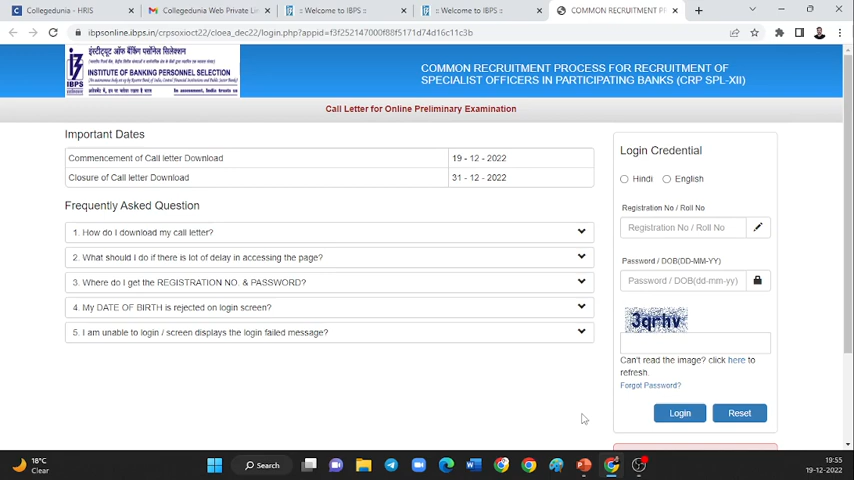 Collegedunia - HRIS
Collegedunia Web Private Li
:: Welcome to IBPS ::
:: Welcome to IBPS ::
COMMON RECRUITMENT P
ibpsonline.ibps.in/crpsoxiict22/cloea_dec22/login.php?appid=f3f252147000f88d65f5171d74d16c11c3b
इंस्टीट्यूट ऑफ बैंकिंग पर्सोनेल सिलेक्शन
INSTITUTE OF BANKING PERSONNEL SELECTION
IBPS
COMMON RECRUITMENT PROCESS FOR RECRUITMENT OF
SPECIALIST OFFICERS IN PARTICIPATING BANKS (CRP SPL-XII)
Call Letter for Online Preliminary Examination
Important Dates
Commencement of Call letter Download 19 - 12 - 2022
Closure of Call letter Download 31 - 12 - 2022
Frequently Asked Question
1. How do I download my call letter?
2. What should I do if there is lot of delay in accessing the page?
3. Where do I get the REGISTRATION NO. & PASSWORD?
4. My DATE OF BIRTH is rejected on login screen?
5. I am unable to login / screen displays the login failed message?
Login Credential
Hindi English
Registration No / Roll No
Registration No / Roll No
Password / DOB(DD-MM-YY)
Password / DOB(dd-mm-yy)
3qrhv
Can't read the image? click here to
refresh.
Forgot Password?
Login Reset
18°C
Clear
Search
19:55
19-12-2022